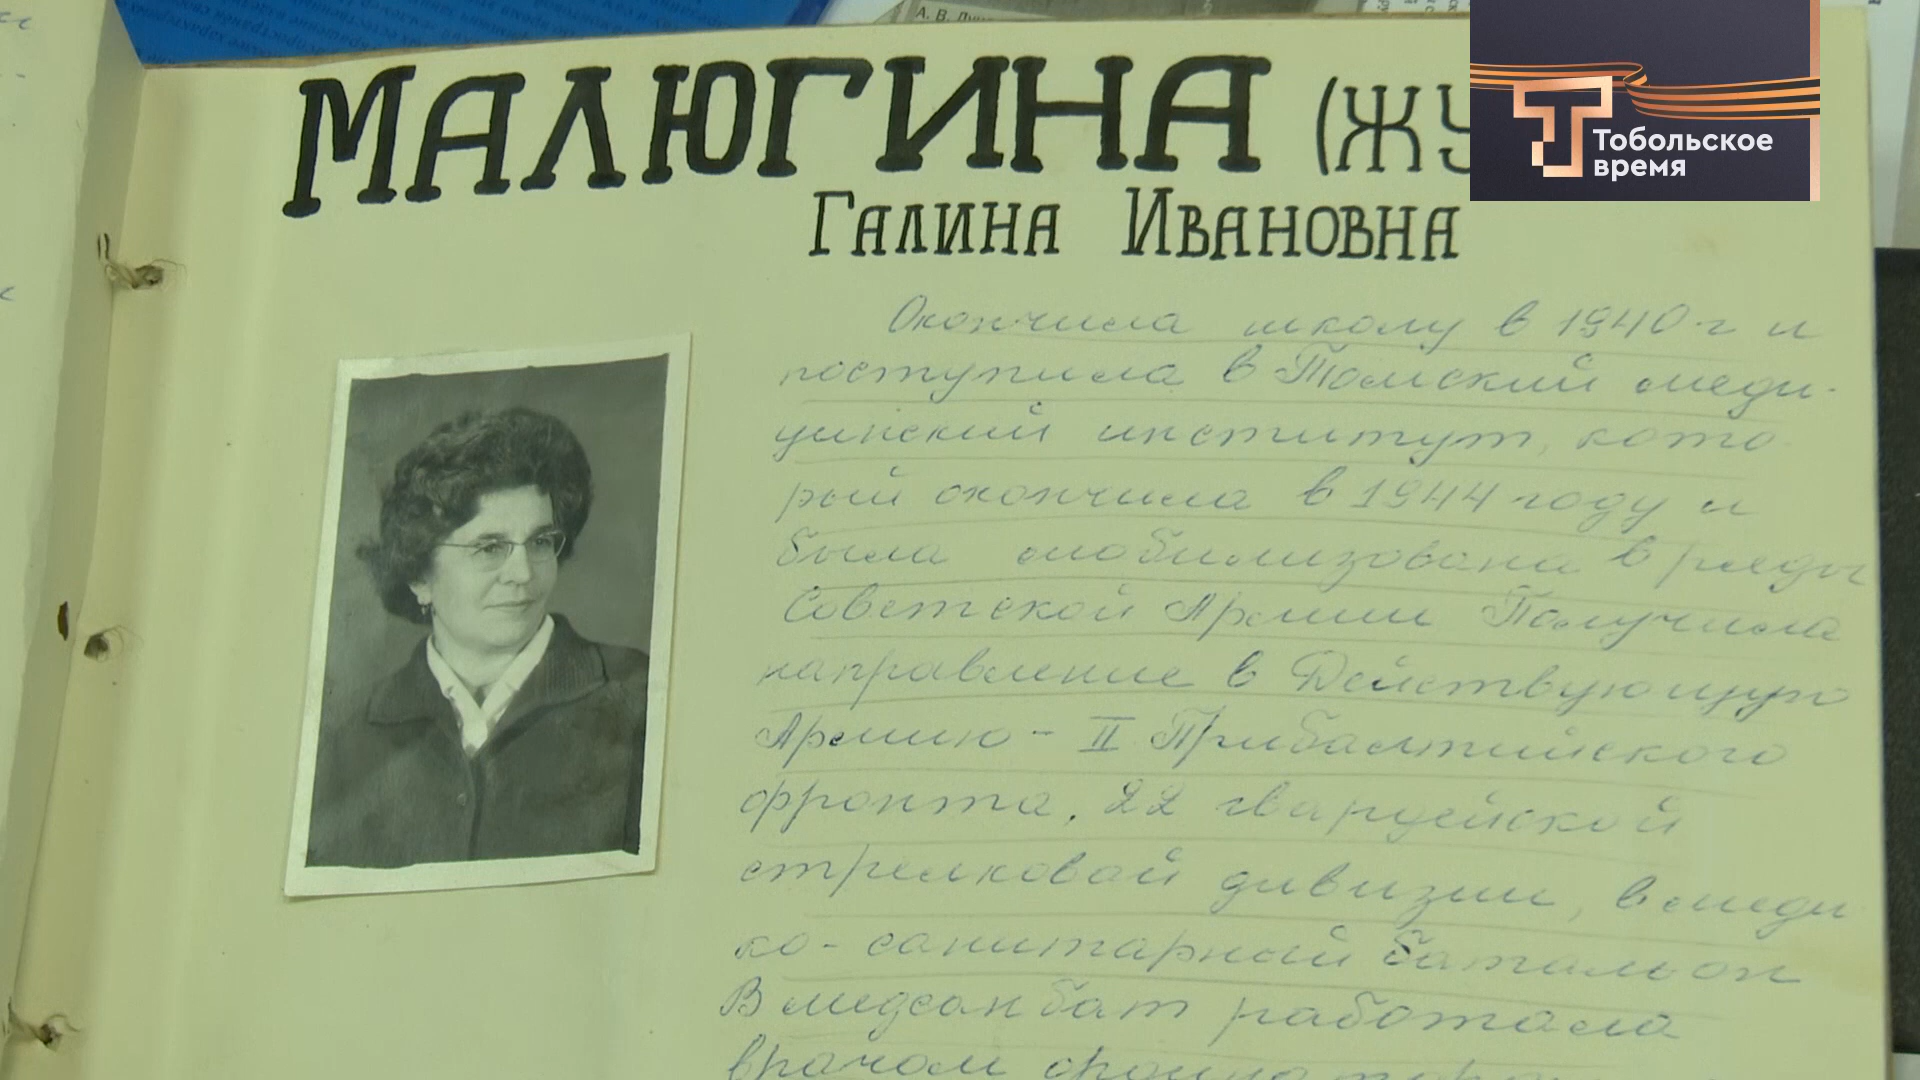 А. В.
МАЛЮГИНА (ЖУ
ГАЛИНА ИВАНОВНА
Тобольское
время
Окончила школу в 1940 г и
поступила в Томский меди-
цинский институт, кото
рый окончила в 1944 году и
была мобилизована в ряды
Советской Армии Получила
направление в Действующую
Армию - II Прибалтийского
фронта, 22 гвардейской
стрелковой дивизии, в меди
ко-санитарный батальон
В медсанбат работала
врачом ординатором